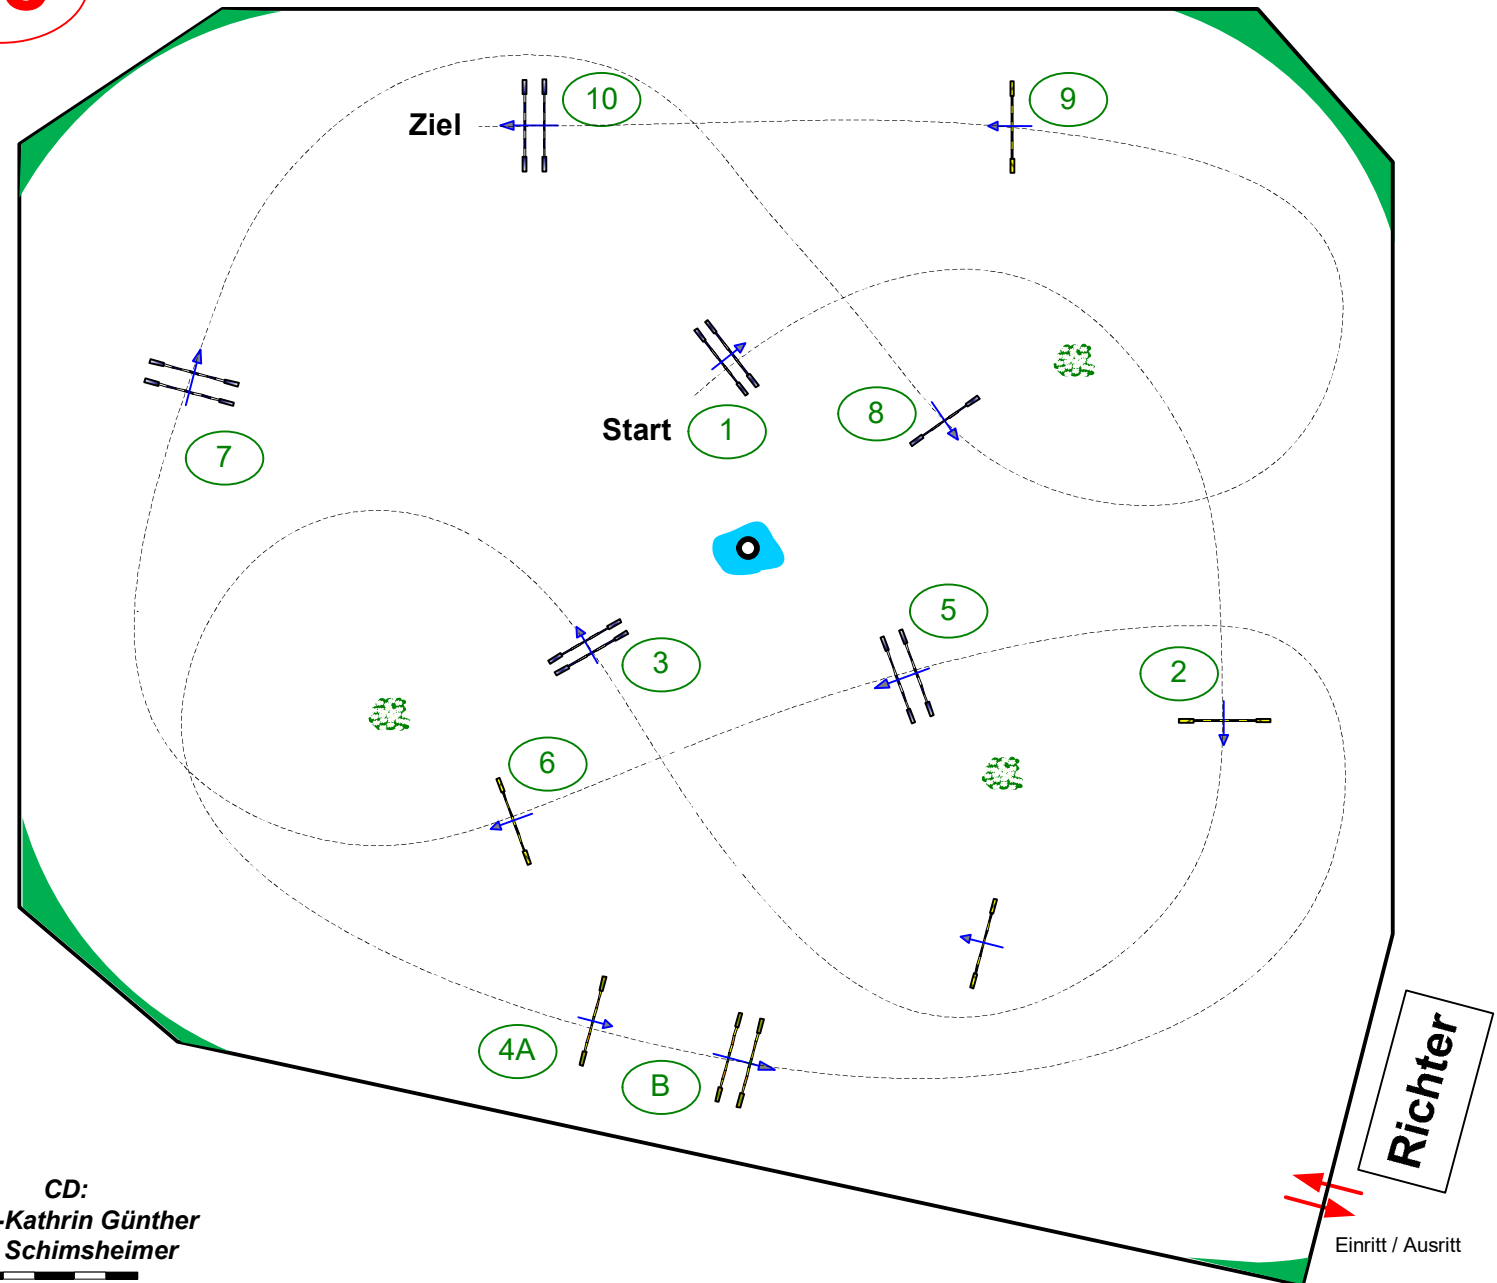 10
9
Ziel
8
Start
1
7
5
3
2
6
4A
B
Richter
CD:
-Kathrin Günther
Schimsheimer
Einritt / Ausritt